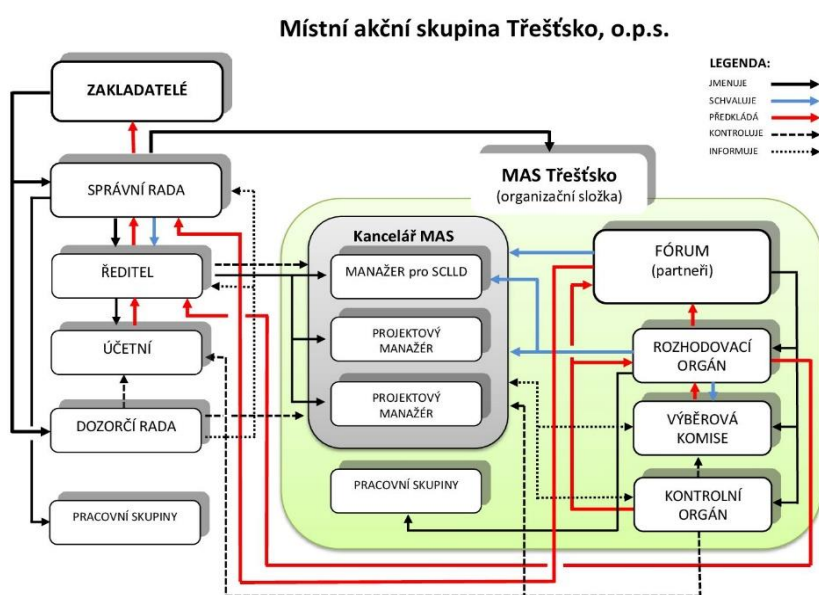 Místní akční skupina Třešťsko, o.p.s.
LEGENDA:
JMENUJE
SCHVALUJE
PŘEDKLÁDÁ
KONTROLUJE
INFORMUJE
ZAKLADATELÉ
SPRÁVNÍ RADA
ŘEDITEL
ÚČETNÍ
DOZORČÍ RADA
PRACOVNÍ SKUPINY
MAS Třešťsko
(organizační složka)
Kancelář MAS
MANAŽER pro SCLLD
PROJEKTOVÝ
MANAŽÉR
PROJEKTOVÝ
MANAŽÉR
PRACOVNÍ SKUPINY
FÓRUM
(partneři)
ROZHODOVACÍ
ORGÁN
VÝBĚROVÁ
KOMISE
KONTROLNÍ
ORGÁN